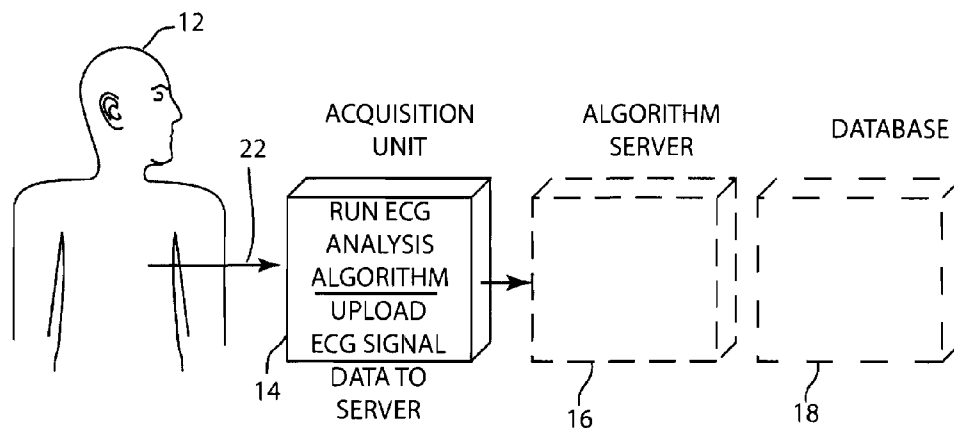 12
ACQUISITION
UNIT
ALGORITHM
SERVER
DATABASE
22
RUN ECG
ANALYSIS
ALGORITHM
UPLOAD
ECG SIGNAL
DATA TO
SERVER
14
16
18